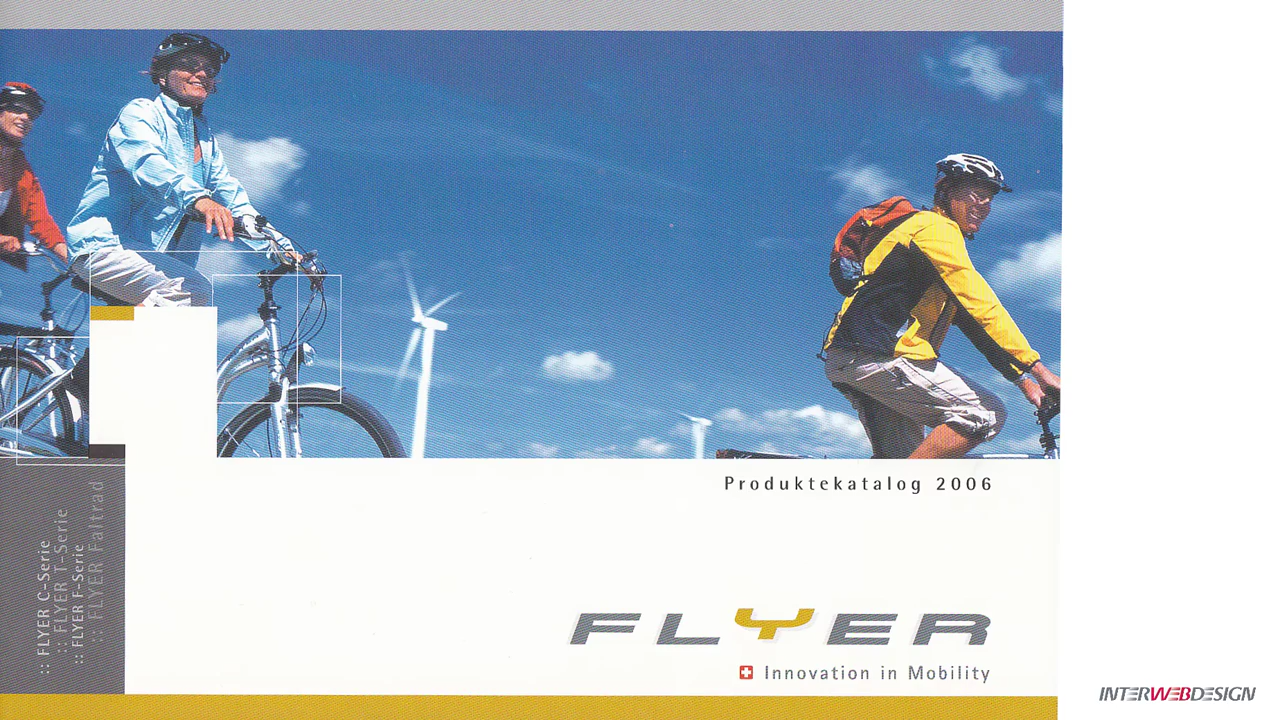 Produktekatalog 2006
:: FLYER C-Serie
:: FLYER T-Serie
:: FLYER F-Serie
:: FLYER Faltrad
FLYER
Innovation in Mobility
INTERWEBDESIGN